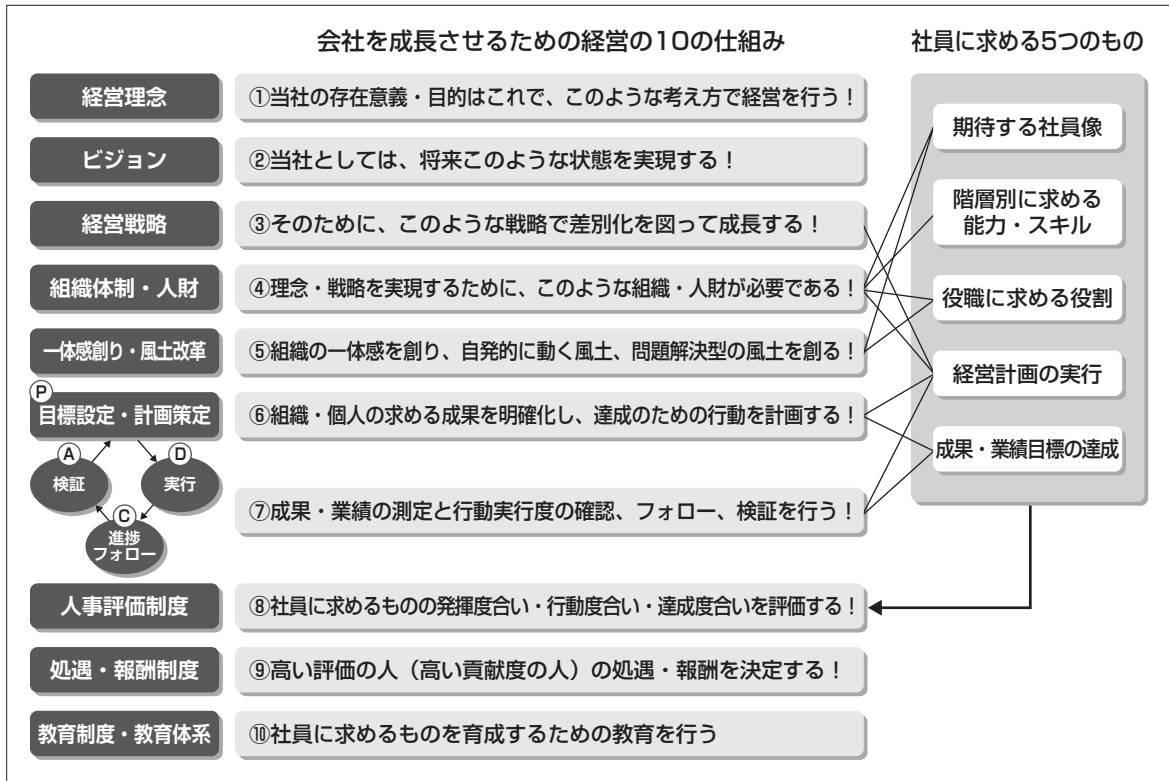 会社を成長させるための経営の10の仕組み
社員に求める5つのもの
経営理念
①当社の存在意義・目的はこれで、このような考え方で経営を行う！
ビジョン
②当社としては、将来このような状態を実現する！
経営戦略
③そのために、このような戦略で差別化を図って成長する！
組織体制・人財
④理念・戦略を実現するために、このような組織・人財が必要である！
一体感創り・風土改革
⑤組織の一体感を創り、自発的に動く風土、問題解決型の風土を創る！
P
目標設定・計画策定
⑥組織・個人の求める成果を明確化し、達成のための行動を計画する！
A
検証
D
実行
C
進捗
フォロー
⑦成果・業績の測定と行動実行度の確認、フォロー、検証を行う！
人事評価制度
⑧社員に求めるものの発揮度合い・行動度合い・達成度合いを評価する！
処遇・報酬制度
⑨高い評価の人（高い貢献度の人）の処遇・報酬を決定する！
教育制度・教育体系
⑩社員に求めるものを育成するための教育を行う
期待する社員像
階層別に求める
能力・スキル
役職に求める役割
経営計画の実行
成果・業績目標の達成